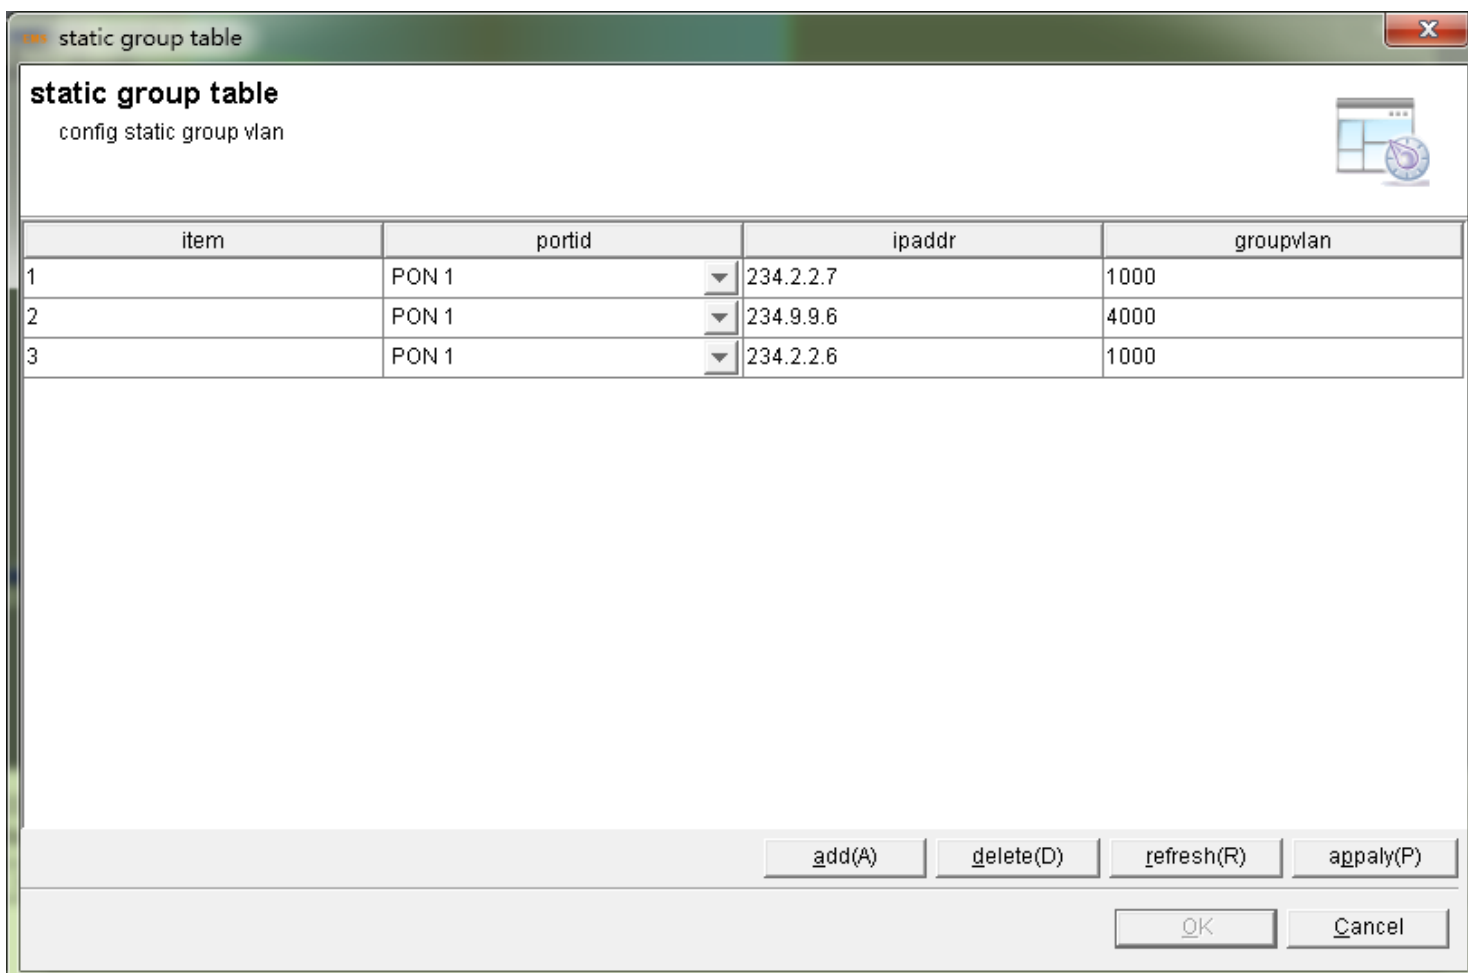 static group table
static group table
config static group vlan
item portid ipaddr groupvlan
1 PON 1 234.2.2.7 1000
2 PON 1 234.9.9.6 4000
3 PON 1 234.2.2.6 1000
add(A) delete(D) refresh(R) appaly(P)
OK Cancel